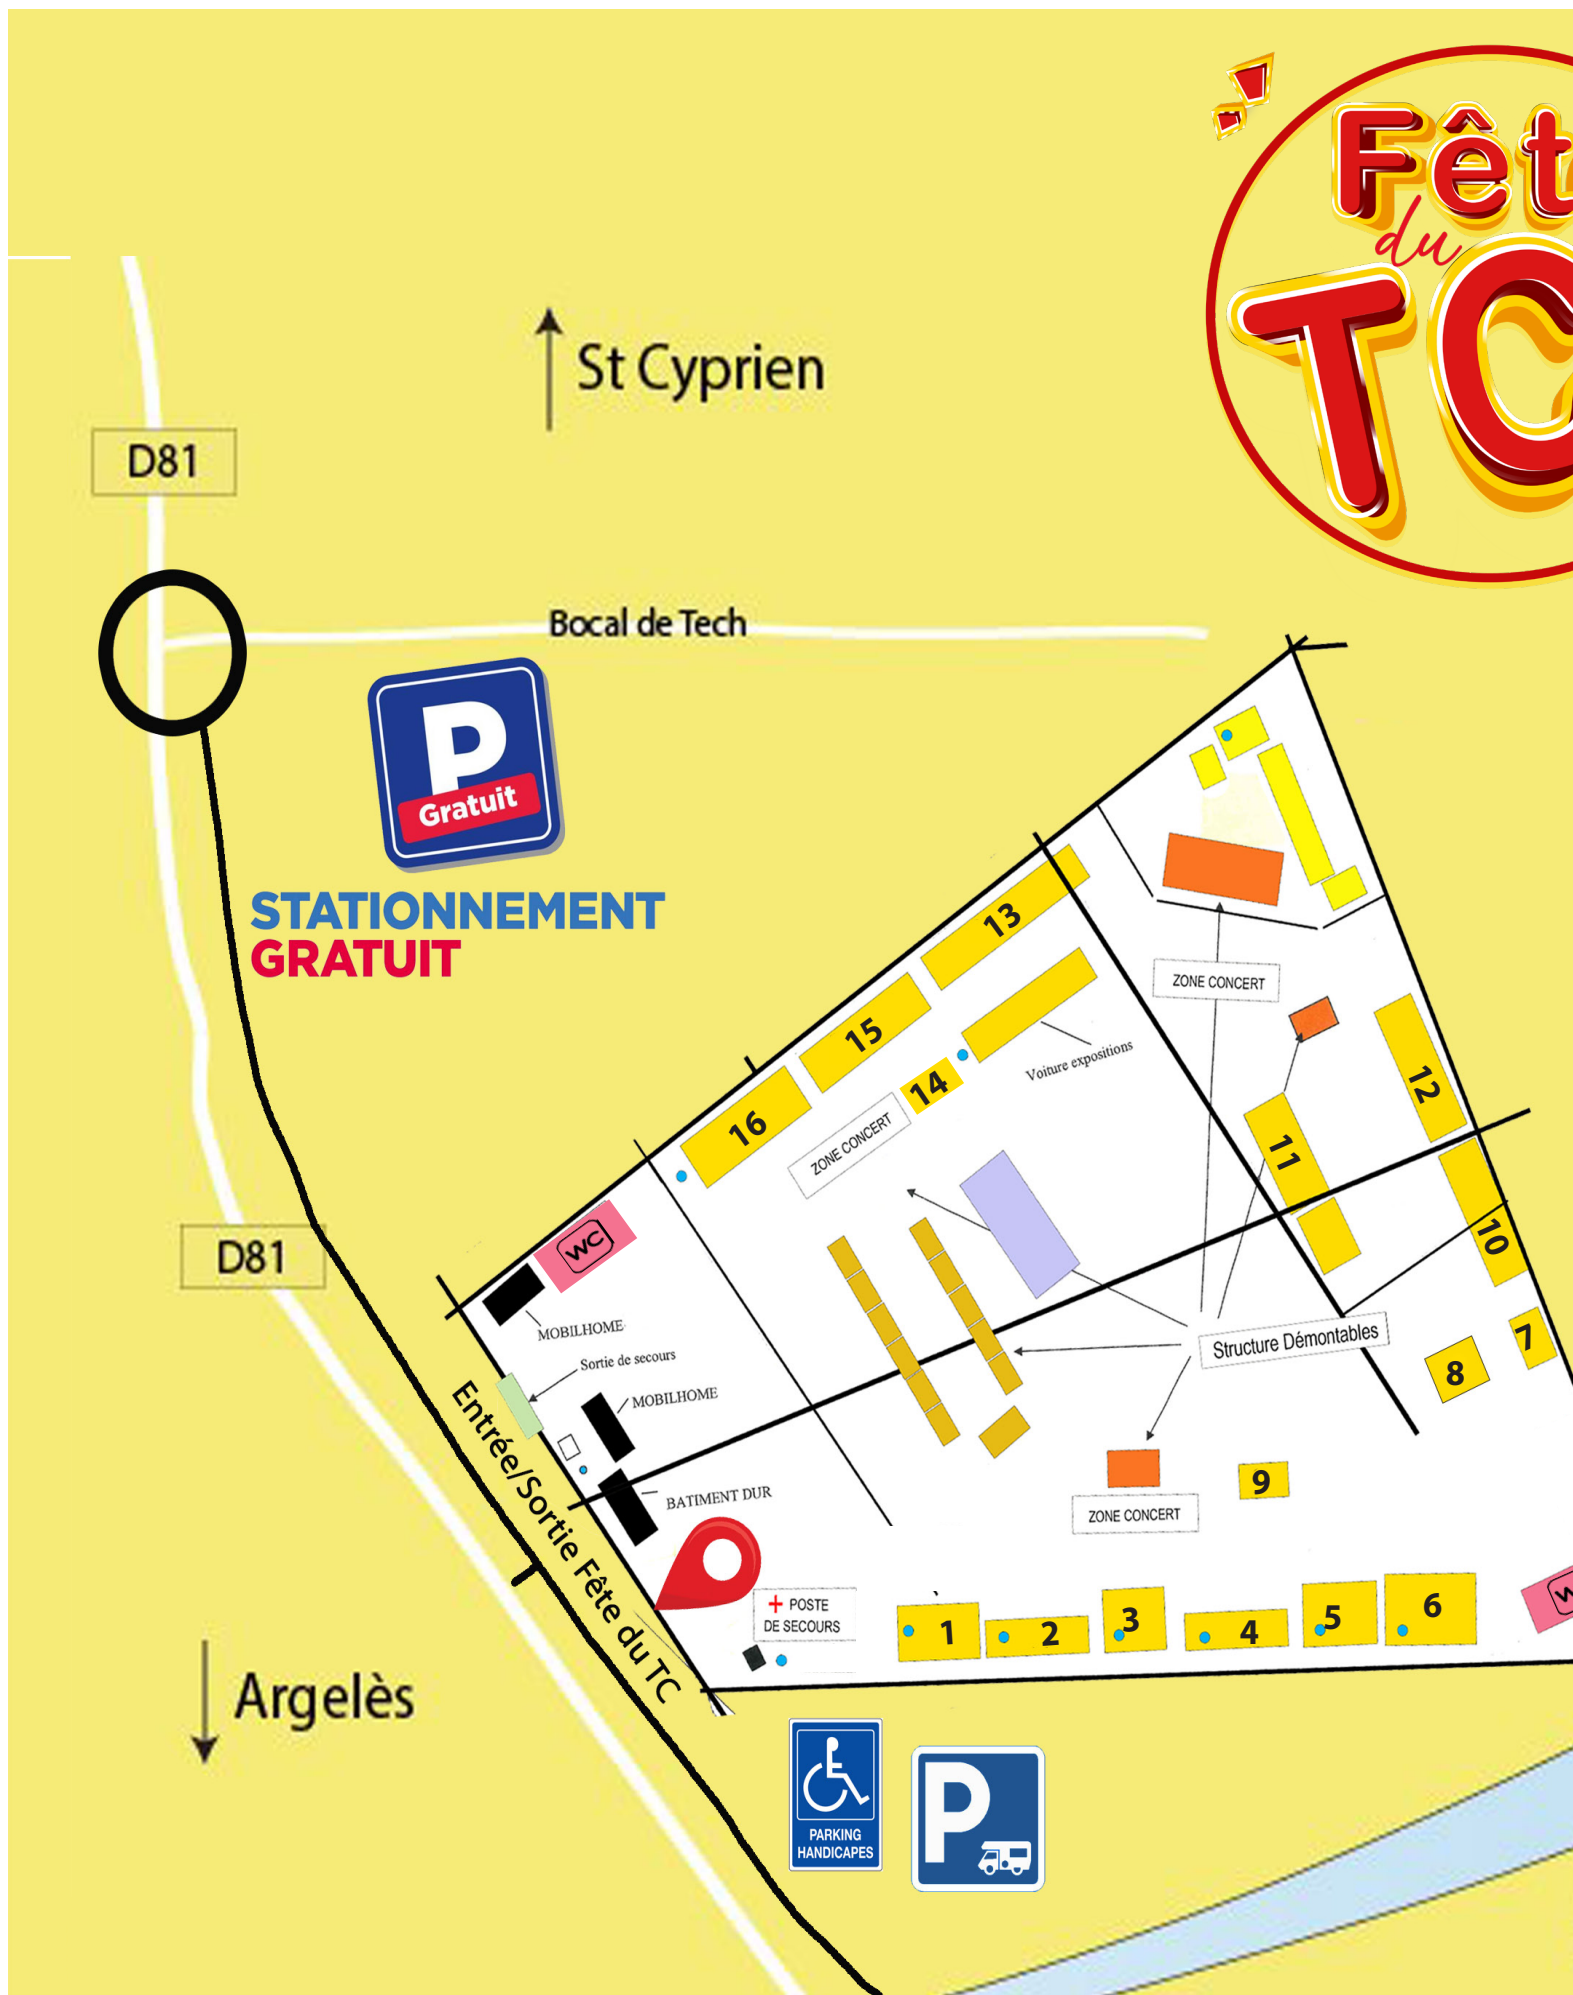 Fêt
du
TC
St Cyprien
D81
Bocal de Tech
P
Gratuit
STATIONNEMENT
GRATUIT
13
ZONE CONCERT
15
Voiture expositions
14
12
16
ZONE CONCERT
11
WC
10
D81
MOBILHOME
Structure Démontables
7
Sortie de secours
8
MOBILHOME
9
BATIMENT DUR
ZONE CONCERT
Entrée/Sortie Fête du TC
POSTE
DE SECOURS
1
2
3
4
5
6
W
Argelès
PARKING
HANDICAPES
P